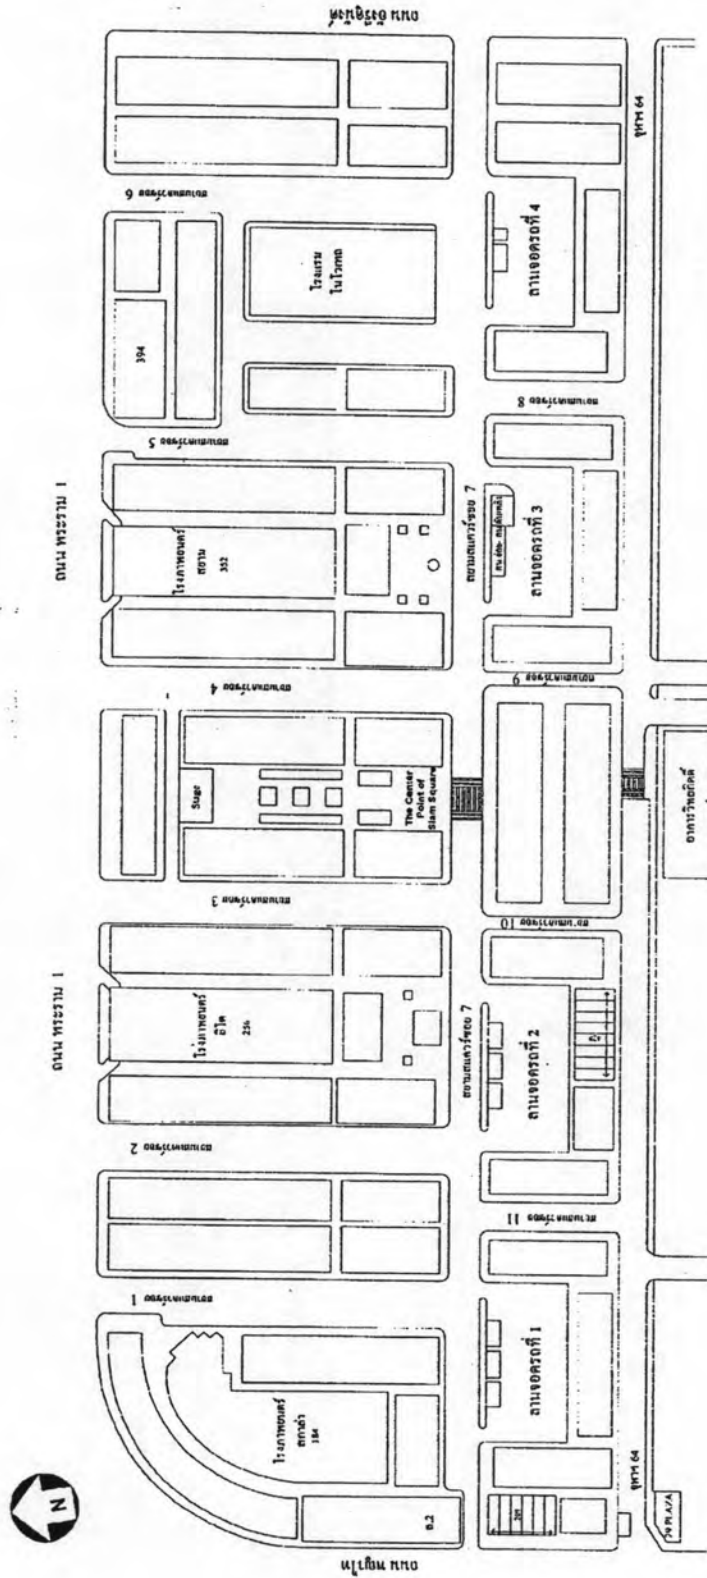 ถนน อังรีดูนังต์
จุฬาฯ 64
สยามสแควร์ซอย 6
โรงแรม
โนโวเทล
ลานจอดรถที่ 4
394
สยามสแควร์ซอย 8
สยามสแควร์ซอย 5
ถนน พระราม 1
สยามสแควร์ซอย 7
โรงภาพยนตร์
สยาม
352
ลานจอดรถที่ 3
สยามสแควร์ซอย 4
สยามสแควร์ซอย 9
Stage
The Center
Point of
Siam Square
อาคารวิทยกิตติ์
สยามสแควร์ซอย 3
สยามสแควร์ซอย 10
ถนน พระราม 1
สยามสแควร์ซอย 7
โรงภาพยนตร์
ลิโด
256
ลานจอดรถที่ 2
สยามสแควร์ซอย 2
สยามสแควร์ซอย 11
สยามสแควร์ซอย 1
โรงภาพยนตร์
สกาล่า
184
ลานจอดรถที่ 1
จุฬาฯ 64
N
ถนน พญาไท